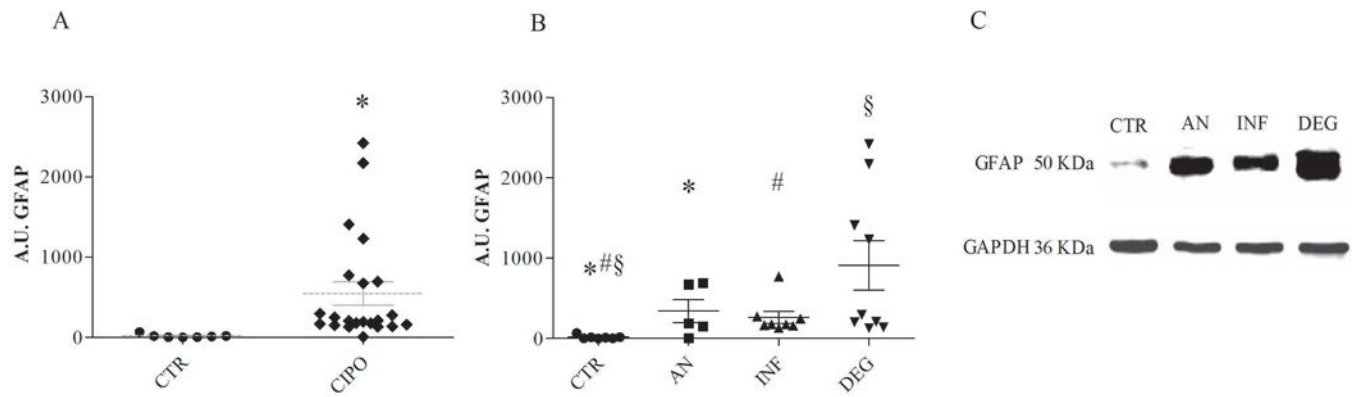 A
3000
2000
1000
0
A.U. GFAP
*
CTR
CIPO
B
3000
2000
1000
0
A.U. GFAP
*#§
*
#
§
CTR
AN
INF
DEG
C
CTR AN INF DEG
GFAP 50 KDa
GAPDH 36 KDa